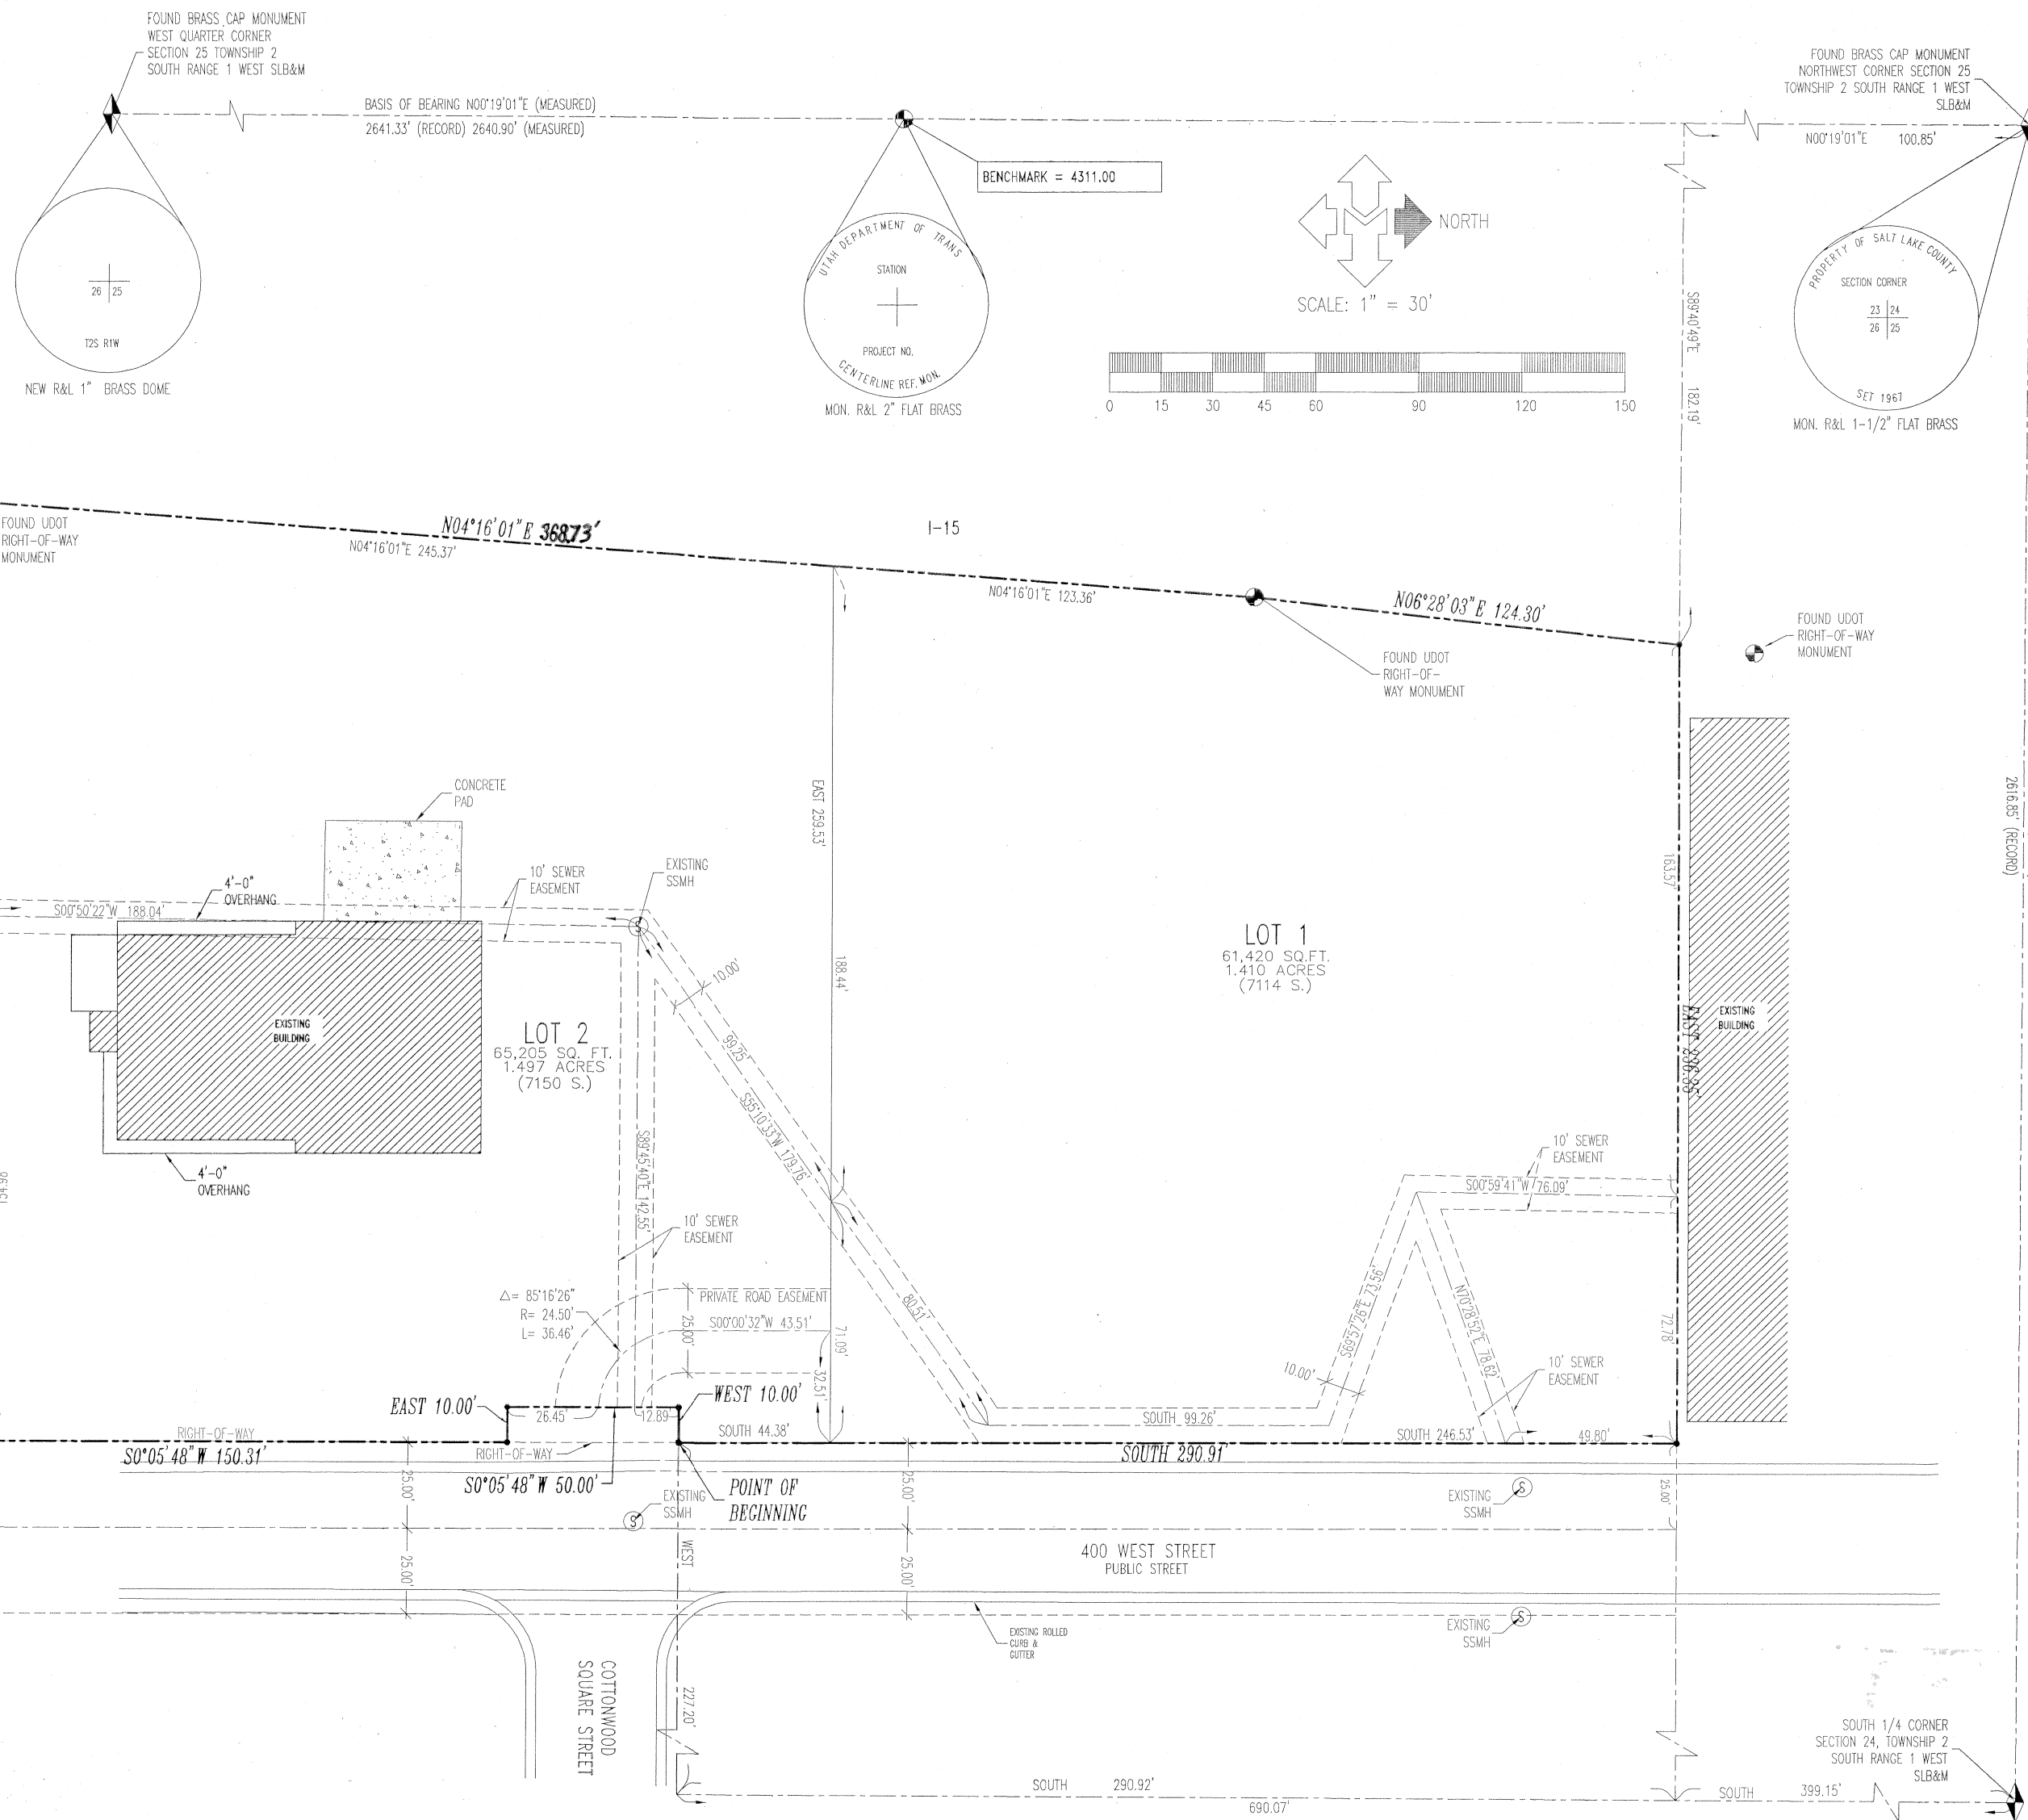 FOUND BRASS CAP MONUMENT
WEST QUARTER CORNER
SECTION 25 TOWNSHIP 2
SOUTH RANGE 1 WEST SLB&M
BASIS OF BEARING N00°19'01"E (MEASURED)
2641.33' (RECORD) 2640.90' (MEASURED)
FOUND BRASS CAP MONUMENT
NORTHWEST CORNER SECTION 25
TOWNSHIP 2 SOUTH RANGE 1 WEST
SLB&M
N00°19'01"E 100.85'
BENCHMARK = 4311.00
26 25
T2S R1W
NEW R&L 1" BRASS DOME
UTAH DEPARTMENT OF TRANS
STATION
PROJECT NO.
CENTERLINE REF. MON.
MON. R&L 2" FLAT BRASS
NORTH
SCALE: 1" = 30'
0 15 30 45 60 90 120 150
S89°40'49"E 182.19'
PROPERTY OF SALT LAKE COUNTY
SECTION CORNER
23 24
26 25
SET 1967
MON. R&L 1-1/2" FLAT BRASS
FOUND UDOT
RIGHT-OF-WAY
MONUMENT
N04°16'01"E 368.73'
N04°16'01"E 245.37'
I-15
N04°16'01"E 123.36'
N06°28'03"E 124.30'
FOUND UDOT
RIGHT-OF-
WAY MONUMENT
FOUND UDOT
RIGHT-OF-WAY
MONUMENT
EAST 259.53'
188.44'
CONCRETE
PAD
4'-0"
OVERHANG
S00°50'22"W 188.04'
10' SEWER
EASEMENT
EXISTING
SSMH
10.00'
99.25'
S55°10'33"W 179.76'
80.51'
EXISTING
BUILDING
LOT 2
65,205 SQ. FT.
1.497 ACRES
(7150 S.)
4'-0"
OVERHANG
S89°45'40"E 142.55'
10' SEWER
EASEMENT
LOT 1
61,420 SQ.FT.
1.410 ACRES
(7114 S.)
163.57'
EAST 236.35'
EXISTING
BUILDING
2616.85' (RECORD)
10' SEWER
EASEMENT
S00°59'41"W 76.09'
S69°57'26"E 73.56'
N70°28'52"E 78.62'
10.00'
10' SEWER
EASEMENT
72.78'
△= 85°16'26"
R= 24.50'
L= 36.46'
PRIVATE ROAD EASEMENT
S00°00'32"W 43.51'
25.00'
71.09'
32.51'
EAST 10.00'
26.45'
12.89
WEST 10.00'
SOUTH 44.38'
SOUTH 99.26'
SOUTH 246.53'
49.80'
RIGHT-OF-WAY
S0°05'48"W 150.31'
RIGHT-OF-WAY
S0°05'48"W 50.00'
SOUTH 290.91'
POINT OF
BEGINNING
EXISTING
SSMH
S
25.00'
25.00'
25.00'
25.00'
25.00'
EXISTING
SSMH
S
400 WEST STREET
PUBLIC STREET
WEST
227.20'
EXISTING ROLLED
CURB &
GUTTER
EXISTING
SSMH
S
COTTONWOOD
SQUARE STREET
SOUTH 290.92'
690.07'
SOUTH 399.15'
SOUTH 1/4 CORNER
SECTION 24, TOWNSHIP 2
SOUTH RANGE 1 WEST
SLB&M